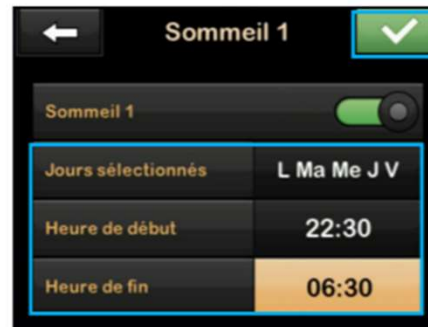 Sommeil 1
Sommeil 1
Jours sélectionnés L Ma Me J V
Heure de début 22:30
Heure de fin 06:30